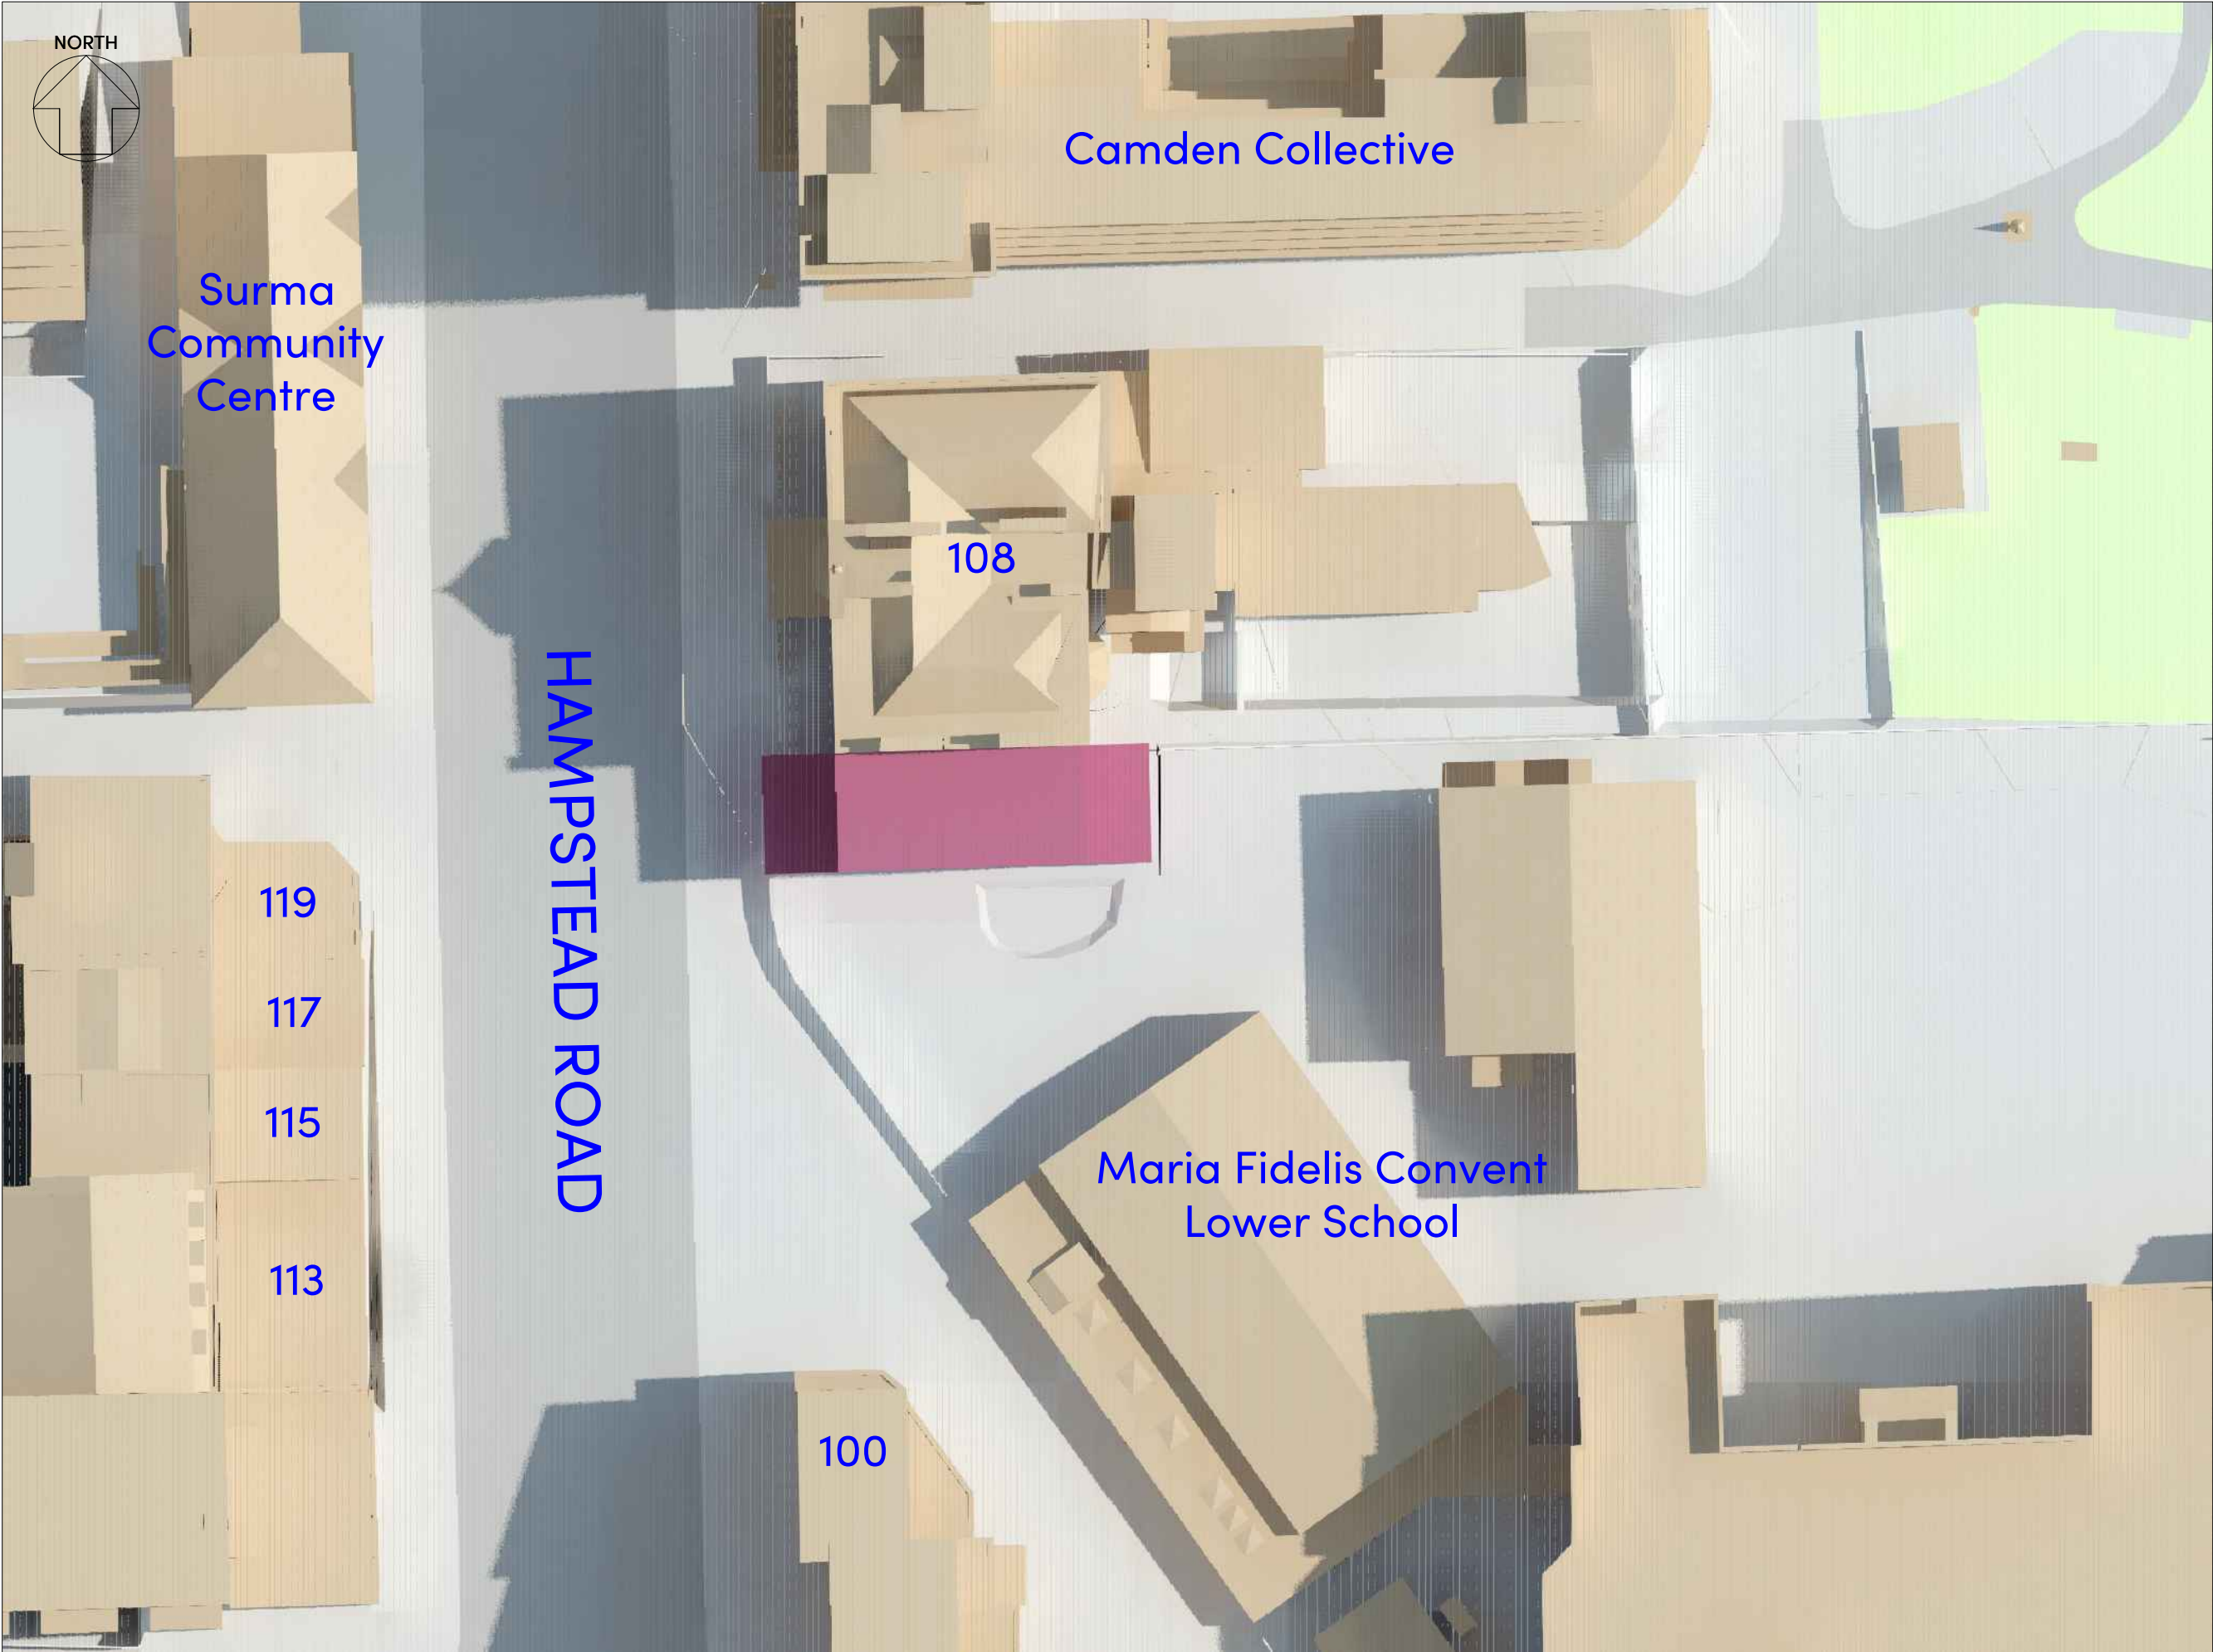 NORTH
Camden Collective
Surma
Community
Centre
108
HAMPSTEAD ROAD
119
117
115
113
Maria Fidelis Convent
Lower School
100